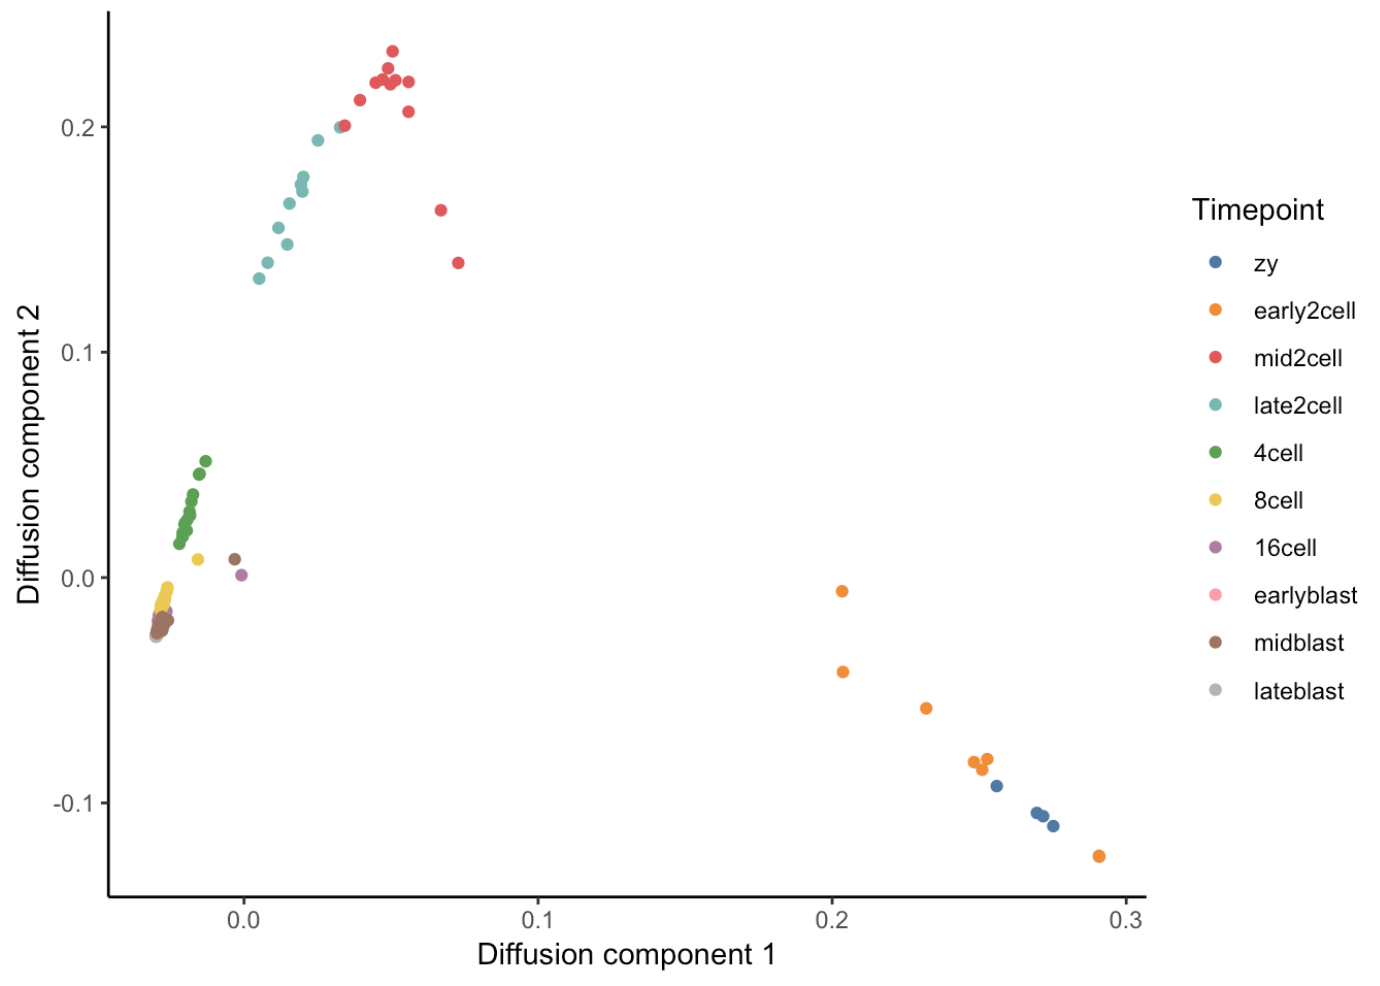 0.2
0.1
0.0
-0.1
Diffusion component 2
0.0
0.1
0.2
0.3
Diffusion component 1
Timepoint
zy
early2cell
mid2cell
late2cell
4cell
8cell
16cell
earlyblast
midblast
lateblast